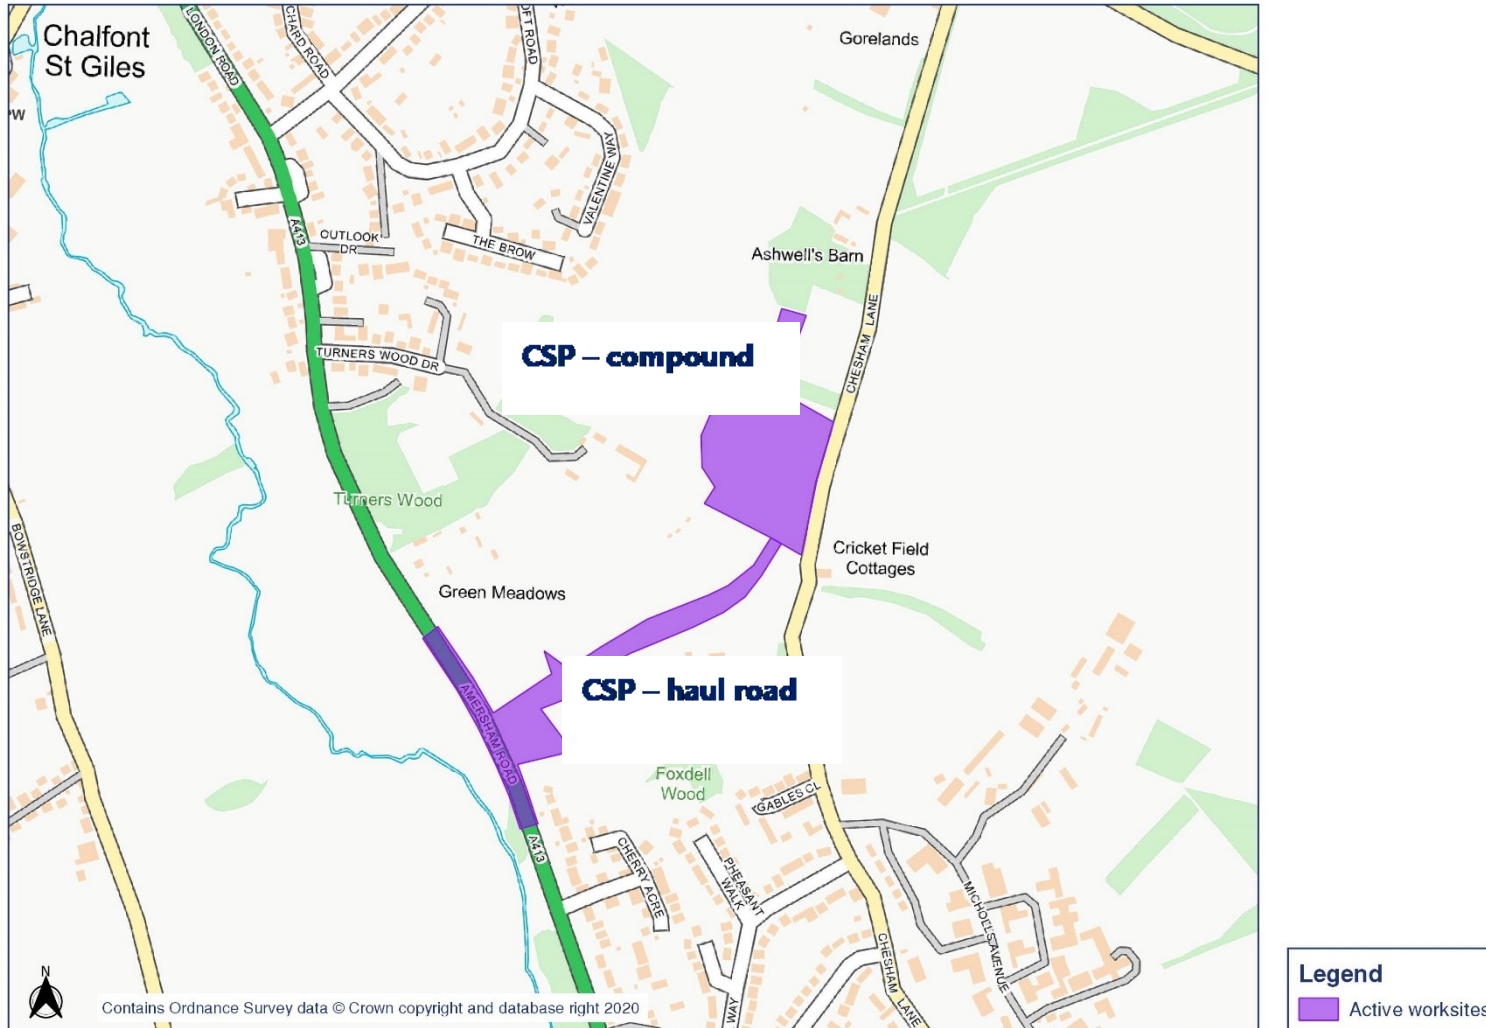 Chalfont
St Giles
LONDON ROAD
CHARD ROAD
OFT ROAD
Gorelands
PW
VALENTINE WAY
A413
OUTLOOK
DR
THE BROW
Ashwell's Barn
CHESHAM LANE
TURNERS WOOD DR
CSP – compound
Turners Wood
BOWSTRIDGE LANE
Cricket Field
Cottages
Green Meadows
AMERSHAM ROAD
CSP – haul road
Foxdell
Wood
GABLES CL
A413
CHERRY ACRE
PHEASANT
WALK
MICHOLLS AVENUE
CHESHAM LANE
WAY
N
Contains Ordnance Survey data © Crown copyright and database right 2020
Legend
Active worksites